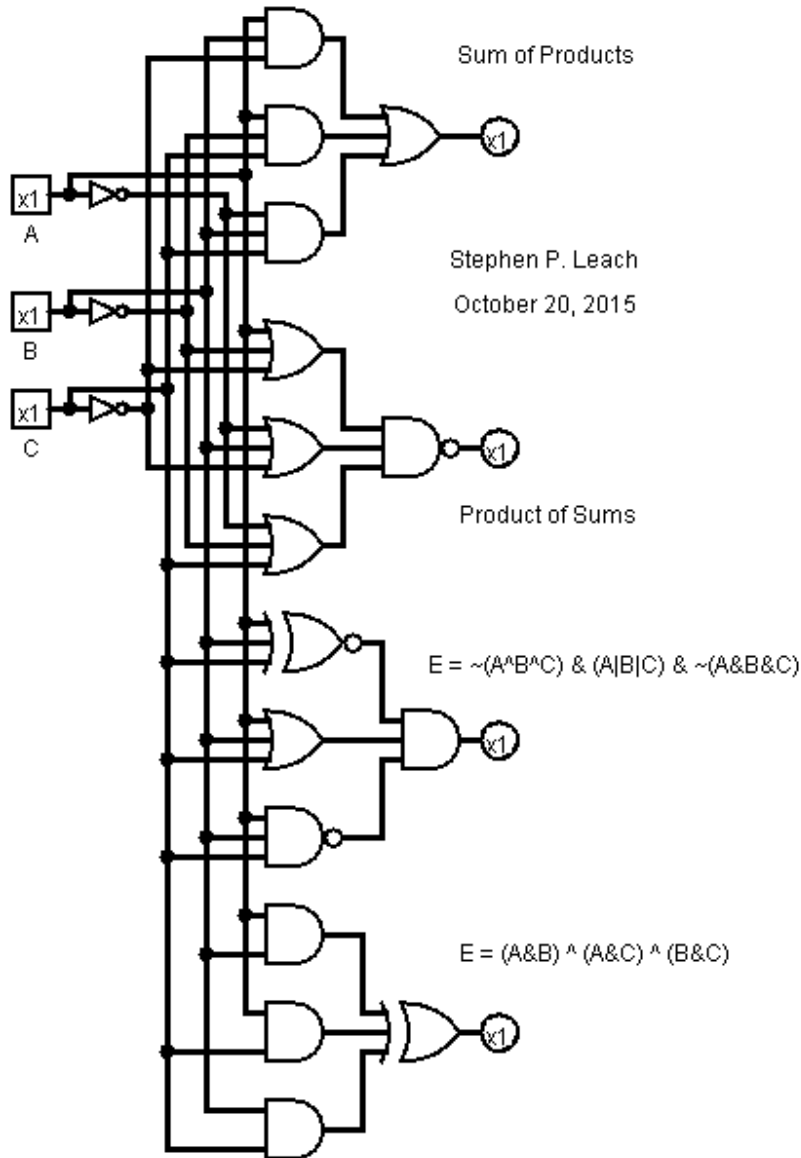 Sum of Products
x1
x1
A
Stephen P. Leach
October 20, 2015
x1
B
x1
C
x1
Product of Sums
E = ~(A^B^C) & (A|B|C) & ~(A&B&C)
x1
E = (A&B) ^ (A&C) ^ (B&C)
x1